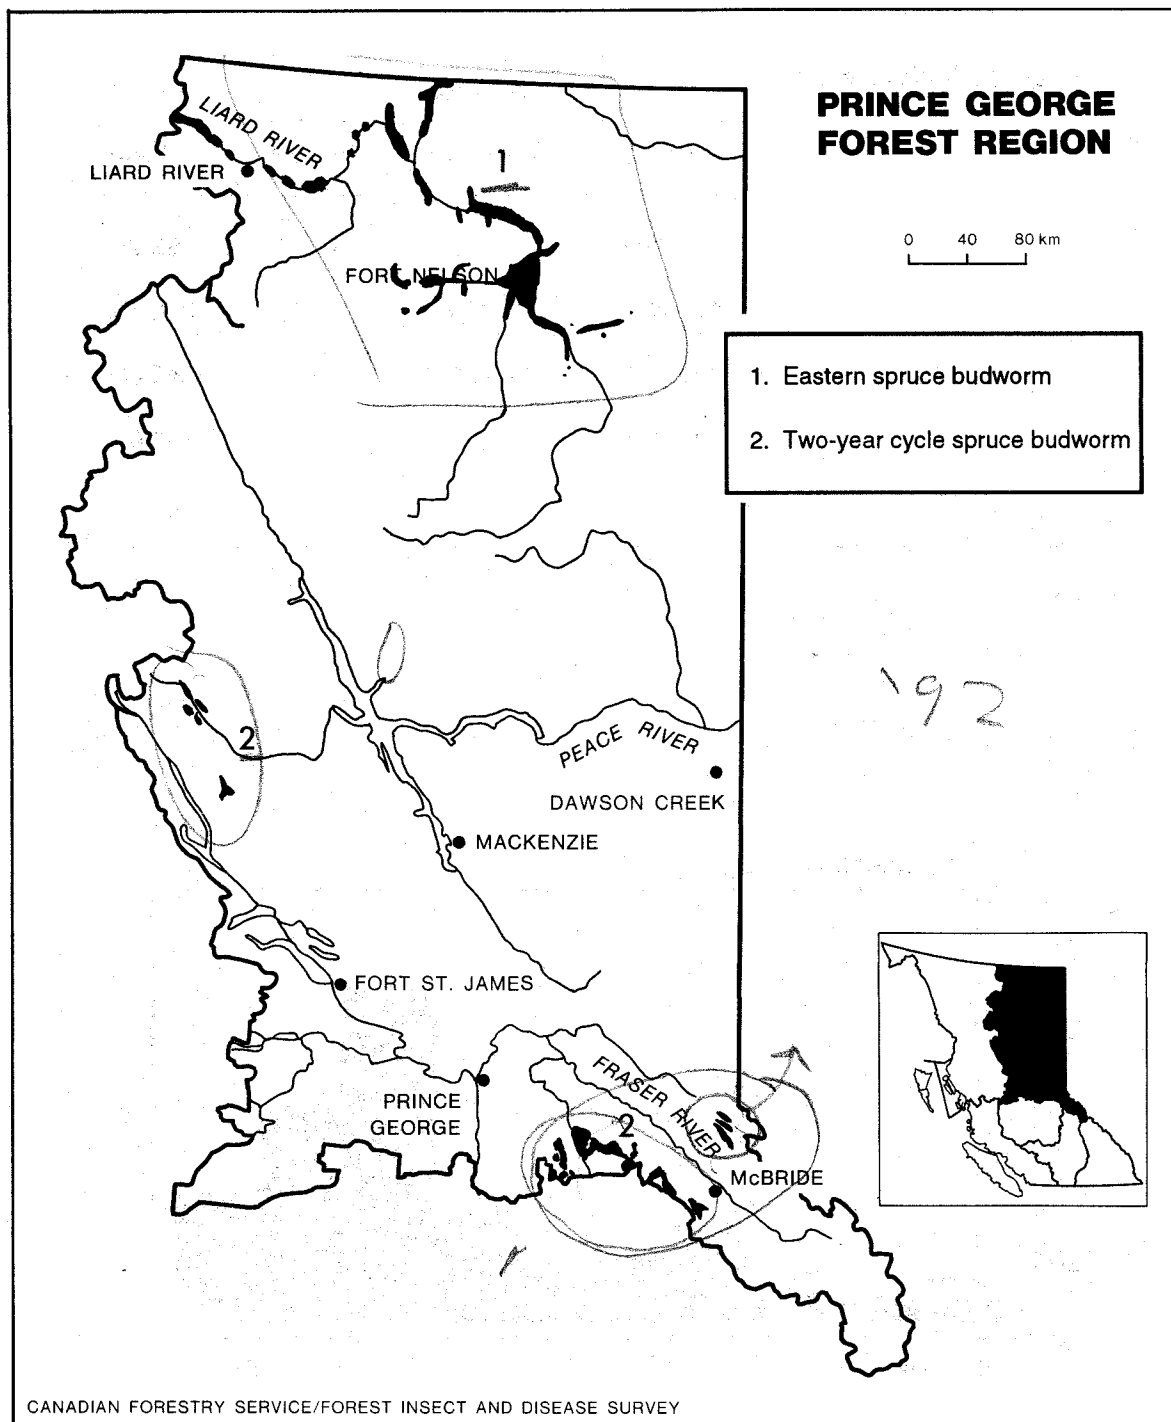 PRINCE GEORGE
FOREST REGION
LIARD RIVER
LIARD RIVER
1
0 40 80 km
FORT NELSON
1. Eastern spruce budworm
2. Two-year cycle spruce budworm
'92
2
PEACE RIVER
DAWSON CREEK
MACKENZIE
FORT ST. JAMES
FRASER RIVER
PRINCE
GEORGE
2
McBRIDE
CANADIAN FORESTRY SERVICE/FOREST INSECT AND DISEASE SURVEY